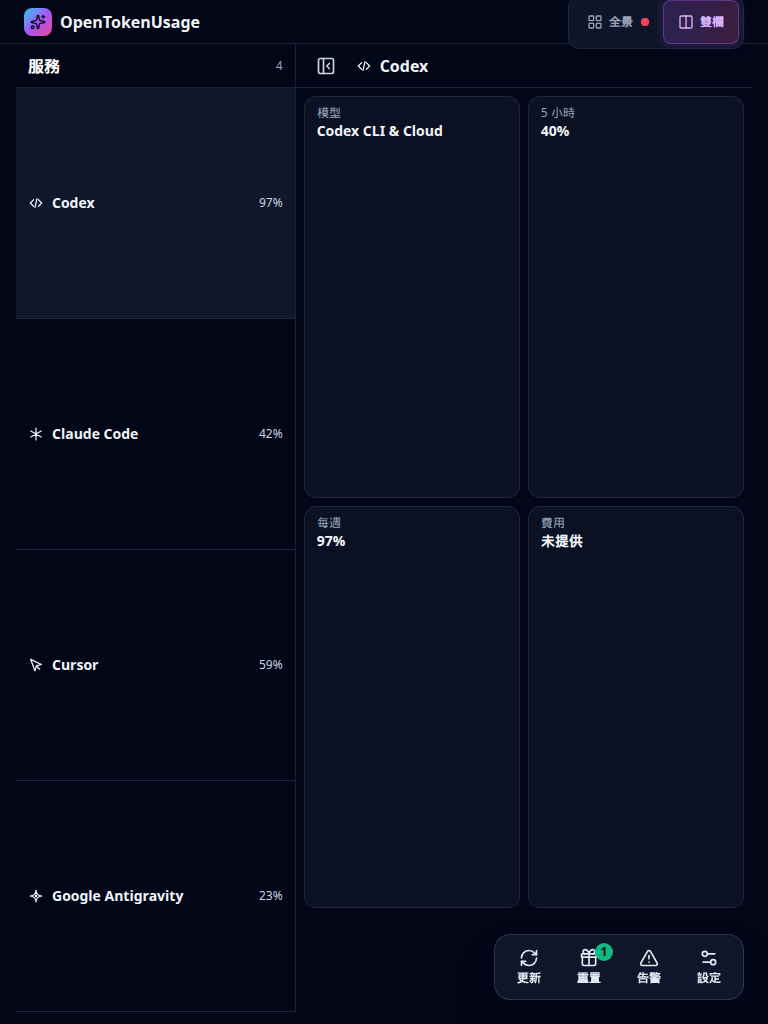 OpenTokenUsage
全景
雙欄
服務 4
Codex
Codex 97%
Claude Code 42%
Cursor 59%
Google Antigravity 23%
模型
Codex CLI & Cloud
5 小時
40%
每週
97%
費用
未提供
更新
重置 1
告警
設定